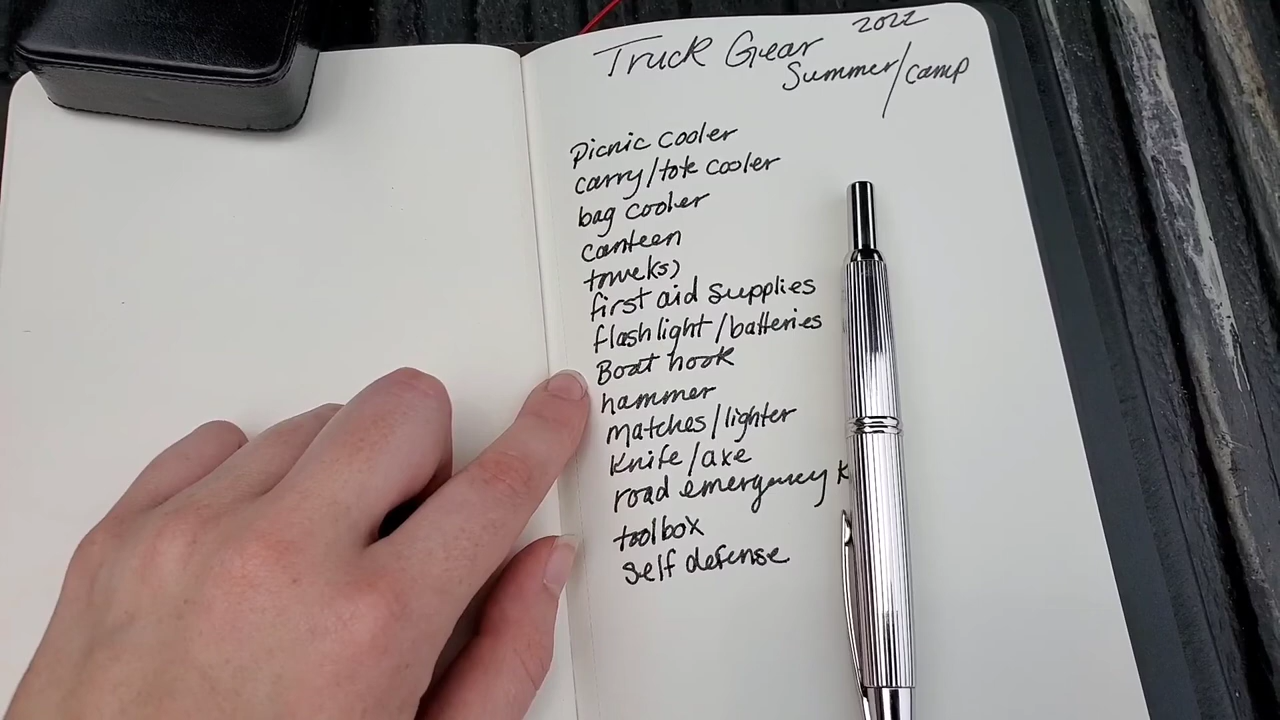 Truck Gear 2022
Summer/camp
Picnic cooler
carry/tote cooler
bag cooler
canteen
towel(s)
first aid supplies
flashlight/batteries
Boat hook
hammer
matches/lighter
Knife/axe
road emergency k
toolbox
self defense